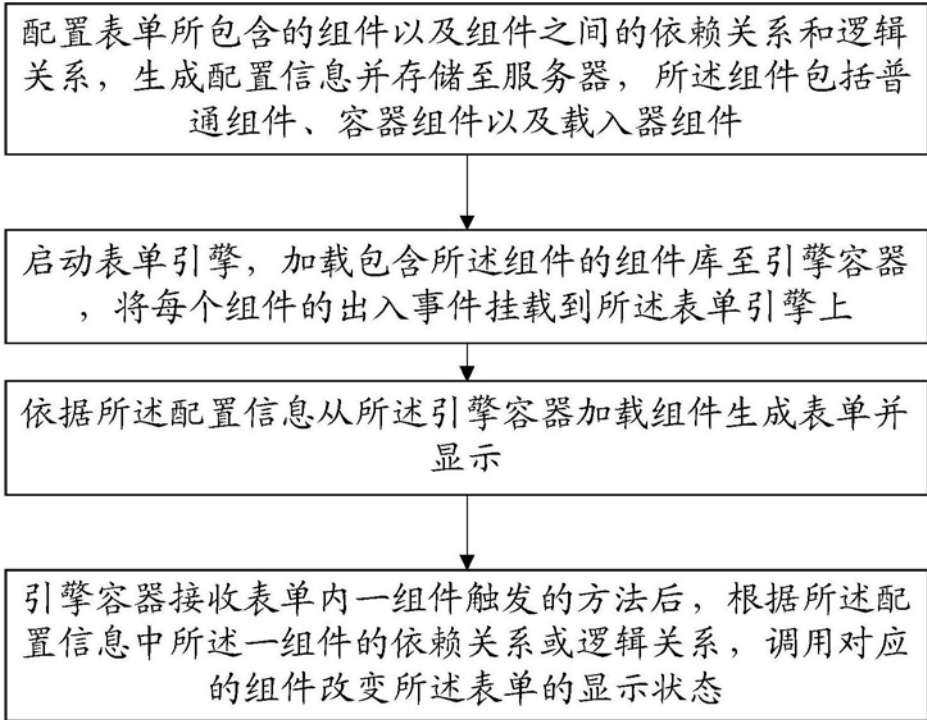 配置表单所包含的组件以及组件之间的依赖关系和逻辑
关系，生成配置信息并存储至服务器，所述组件包括普
通组件、容器组件以及载入器组件
启动表单引擎，加载包含所述组件的组件库至引擎容器
，将每个组件的出入事件挂载到所述表单引擎上
依据所述配置信息从所述引擎容器加载组件生成表单并
显示
引擎容器接收表单内一组件触发的方法后，根据所述配
置信息中所述一组件的依赖关系或逻辑关系，调用对应
的组件改变所述表单的显示状态